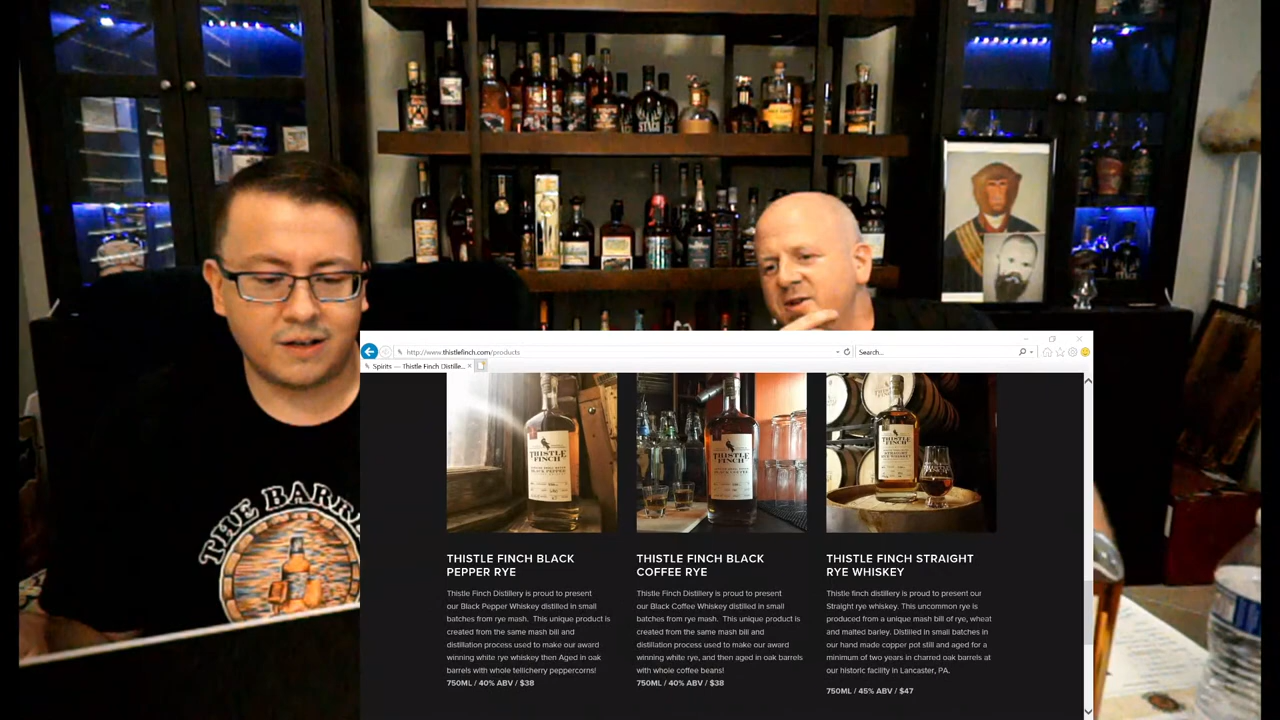 STAGG
THE BARR
http://www.thistlefinch.com/products
Search...
Spirits — Thistle Finch Distille...
THISTLE FINCH
THISTLE FINCH
THISTLE FINCH
THISTLE FINCH BLACK
PEPPER RYE
Thistle Finch Distillery is proud to present
our Black Pepper Whiskey distilled in small
batches from rye mash. This unique product is
created from the same mash bill and
distillation process used to make our award
winning white rye whiskey then Aged in oak
barrels with whole tellicherry peppercorns!
750ML / 40% ABV / $38
THISTLE FINCH BLACK
COFFEE RYE
Thistle Finch Distillery is proud to present
our Black Coffee Whiskey distilled in small
batches from rye mash. This unique product is
created from the same mash bill and
distillation process used to make our award
winning white rye, and then aged in oak barrels
with whole coffee beans!
750ML / 40% ABV / $38
THISTLE FINCH STRAIGHT
RYE WHISKEY
Thistle finch distillery is proud to present our
Straight rye whiskey. This uncommon rye is
produced from a unique mash bill of rye, wheat
and malted barley. Distilled in small batches in
our hand made copper pot still and aged for a
minimum of two years in charred oak barrels at
our historic facility in Lancaster, PA.
750ML / 45% ABV / $47